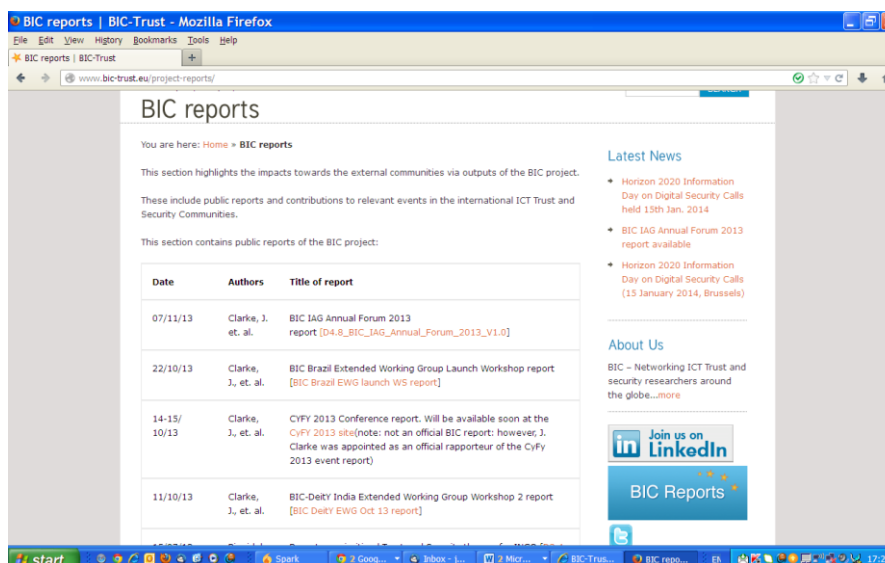 BIC reports | BIC-Trust - Mozilla Firefox
File Edit View History Bookmarks Tools Help
BIC reports | BIC-Trust +
www.bic-trust.eu/project-reports/
BIC reports
You are here: Home » BIC reports
This section highlights the impacts towards the external communities via outputs of the BIC project.
These include public reports and contributions to relevant events in the international ICT Trust and
Security Communities.
This section contains public reports of the BIC project:
Date Authors Title of report
07/11/13 Clarke, J. BIC IAG Annual Forum 2013
et. al. report [D4.8_BIC_IAG_Annual_Forum_2013_V1.0]
22/10/13 Clarke, BIC Brazil Extended Working Group Launch Workshop report
J., et. al. [BIC Brazil EWG launch WS report]
14-15/ Clarke, CYFY 2013 Conference report. Will be available soon at the
10/13 J., et. al. CyFY 2013 site(note: not an official BIC report: however, J.
Clarke was appointed as an official rapporteur of the CyFy
2013 event report)
11/10/13 Clarke, BIC-DeitY India Extended Working Group Workshop 2 report
J., et. al. [BIC DeitY EWG Oct 13 report]
Latest News
Horizon 2020 Information
Day on Digital Security Calls
held 15th Jan. 2014
BIC IAG Annual Forum 2013
report available
Horizon 2020 Information
Day on Digital Security Calls
(15 January 2014, Brussels)
About Us
BIC – Networking ICT Trust and
security researchers around
the globe...more
in Join us on
LinkedIn
BIC Reports
start Spark 2 Goog... Inbox - j... 2 Micr... BIC-Trus... BIC repo... EN